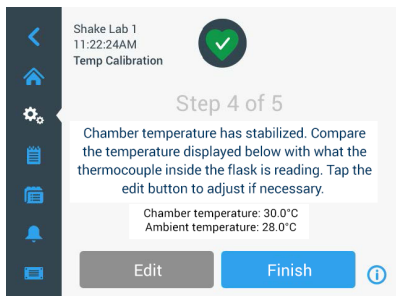 Shake Lab 1
11:22:24AM
Temp Calibration
Step 4 of 5
Chamber temperature has stabilized. Compare
the temperature displayed below with what the
thermocouple inside the flask is reading. Tap the
edit button to adjust if necessary.
Chamber temperature: 30.0°C
Ambient temperature: 28.0°C
Edit
Finish